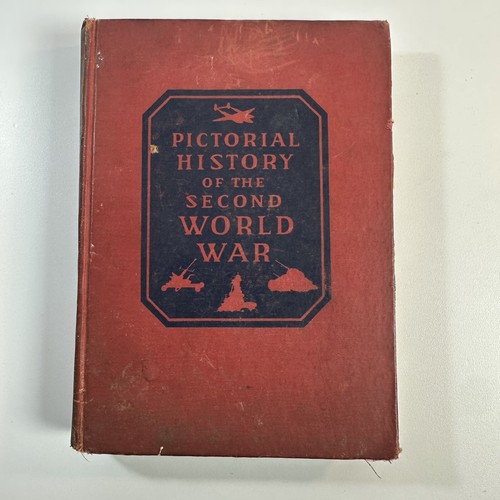 PICTORIAL
HISTORY
OF THE
SECOND
WORLD
WAR